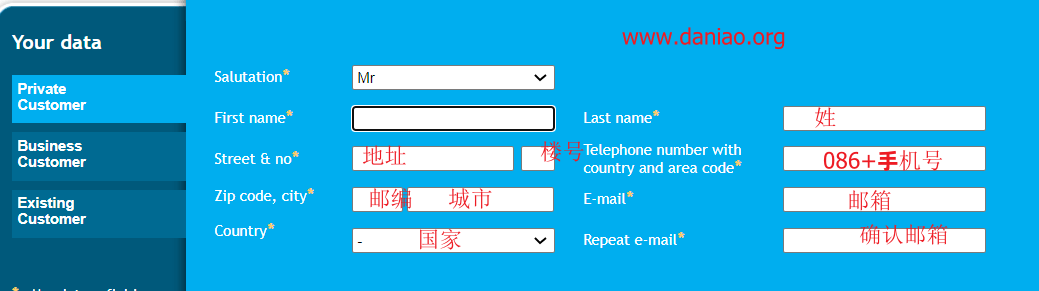 Your data
www.daniao.org
Private
Customer
Business
Customer
Existing
Customer
Salutation*
Mr
First name*
Last name*
姓
Street & no*
地址
楼号
Telephone number with
country and area code*
086+手机号
Zip code, city*
邮编 城市
E-mail*
邮箱
Country*
-
国家
Repeat e-mail*
确认邮箱